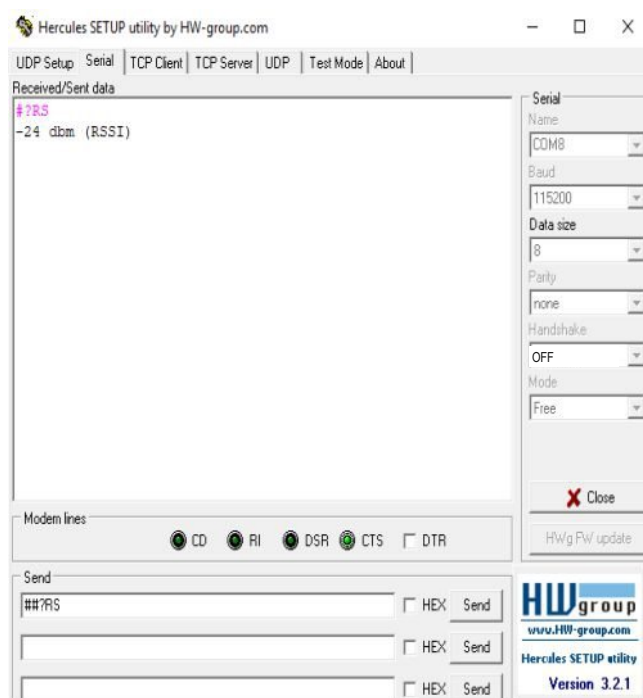 Hercules SETUP utility by HW-group.com
UDP Setup Serial TCP Client TCP Server UDP Test Mode About
Received/Sent data
#?RS
-24 dbm (RSSI)
Serial
Name
COM8
Baud
115200
Data size
8
Parity
none
Handshake
OFF
Mode
Free
Close
HWg FW update
Modem lines
CD RI DSR CTS DTR
Send
##?RS HEX Send
HEX Send
HEX Send
HW group
www.HW-group.com
Hercules SETUP utility
Version 3.2.1